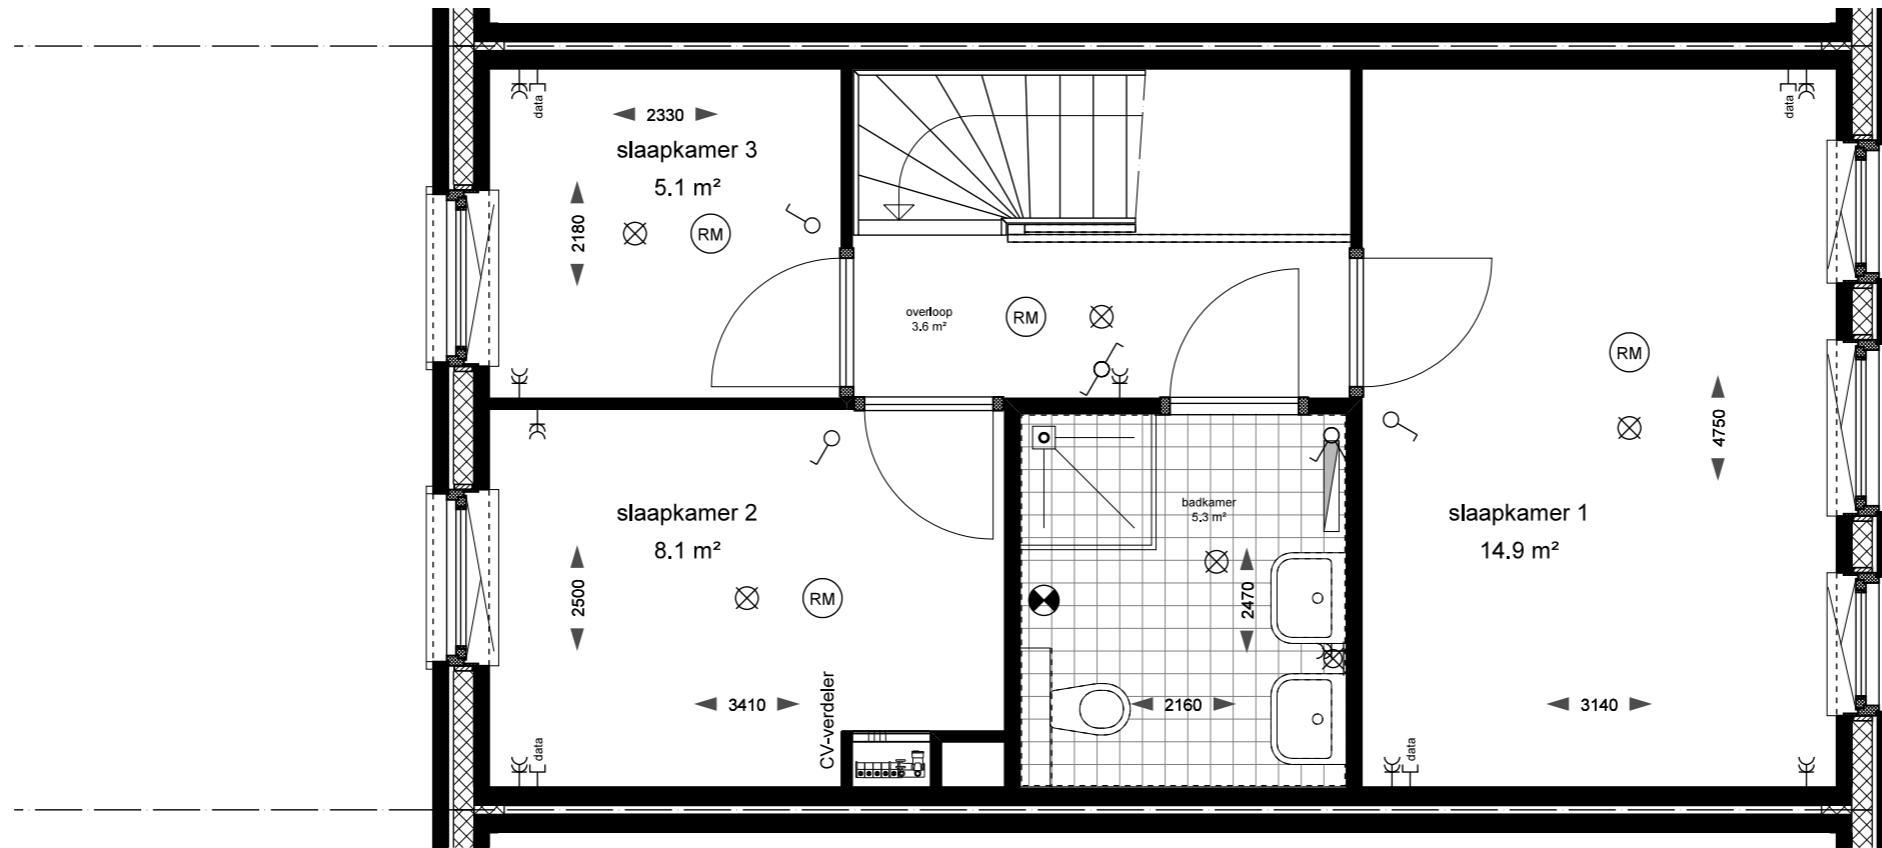 data
data
2330
slaapkamer 3
5.1 m²
2180
RM
overloop
3.6 m²
RM
RM
4750
slaapkamer 2
8.1 m²
2500
RM
3410
CV-verdeler
data
badkamer
5.3 m²
2470
2160
slaapkamer 1
14.9 m²
3140
data